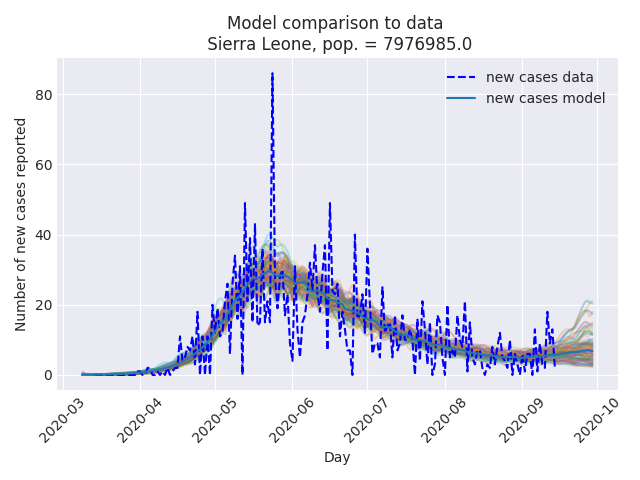 Model comparison to data
Sierra Leone, pop. = 7976985.0
new cases data
new cases model
Number of new cases reported
80
60
40
20
0
2020-03
2020-04
2020-05
2020-06
2020-07
2020-08
2020-09
2020-10
Day